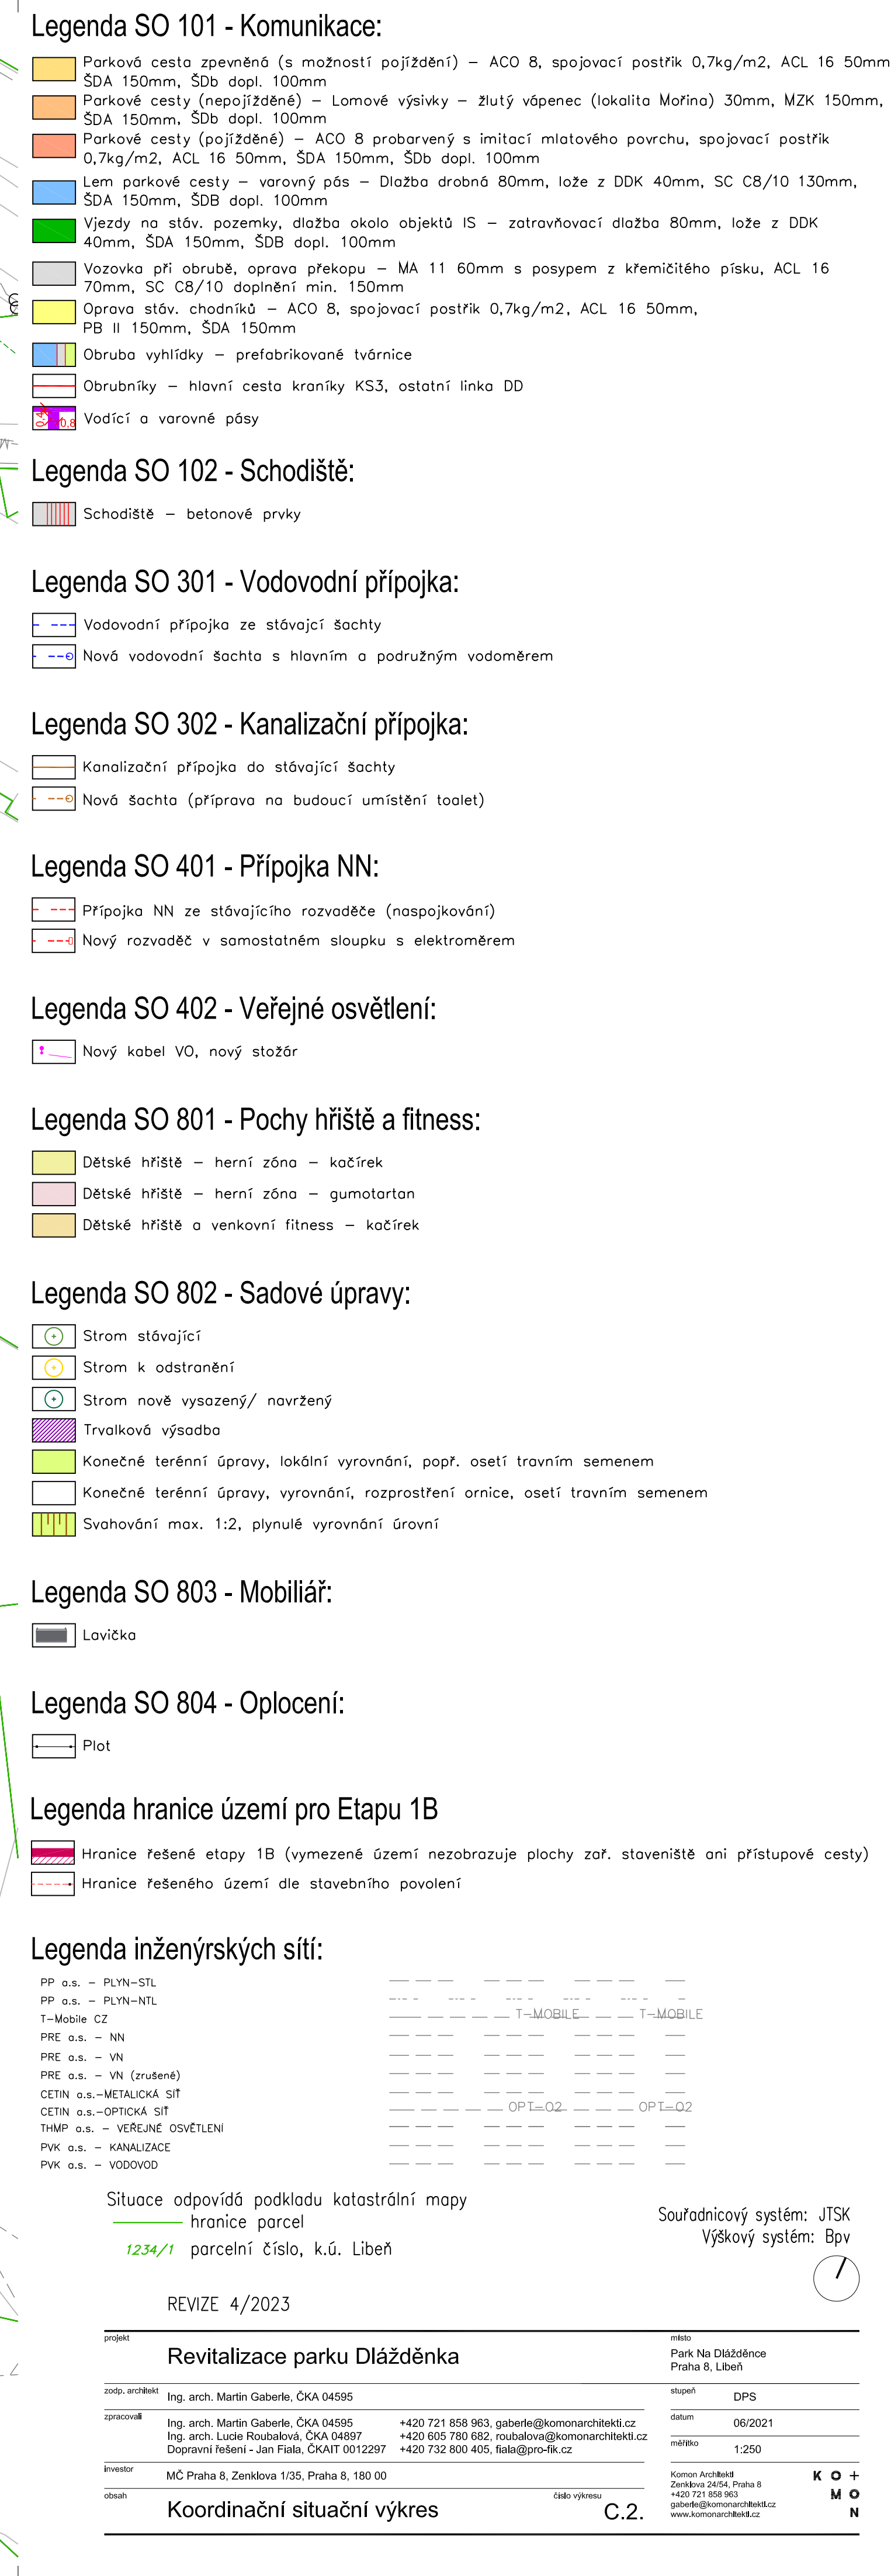 Legenda SO 101 - Komunikace:
Parková cesta zpevněná (s možností pojíždění) – ACO 8, spojovací postřik 0,7kg/m2, ACL 16 50mm
ŠDA 150mm, ŠDb dopl. 100mm
Parkové cesty (nepojížděné) – Lomové výsivky – žlutý vápenec (lokalita Mořina) 30mm, MZK 150mm,
ŠDA 150mm, ŠDb dopl. 100mm
Parkové cesty (pojížděné) – ACO 8 probarvený s imitací mlatového povrchu, spojovací postřik
0,7kg/m2, ACL 16 50mm, ŠDA 150mm, ŠDb dopl. 100mm
Lem parkové cesty – varovný pás – Dlažba drobná 80mm, lože z DDK 40mm, SC C8/10 130mm,
ŠDA 150mm, ŠDB dopl. 100mm
Vjezdy na stáv. pozemky, dlažba okolo objektů IS – zatravňovací dlažba 80mm, lože z DDK
40mm, ŠDA 150mm, ŠDB dopl. 100mm
Vozovka při obrubě, oprava překopu – MA 11 60mm s posypem z křemičitého písku, ACL 16
70mm, SC C8/10 doplnění min. 150mm
Oprava stáv. chodníků – ACO 8, spojovací postřik 0,7kg/m2, ACL 16 50mm,
PB II 150mm, ŠDA 150mm
Obruba vyhlídky – prefabrikované tvárnice
Obrubníky – hlavní cesta kraníky KS3, ostatní linka DD
0.4 0.8 Vodící a varovné pásy
Legenda SO 102 - Schodiště:
Schodiště – betonové prvky
Legenda SO 301 - Vodovodní přípojka:
Vodovodní přípojka ze stávajcí šachty
Nová vodovodní šachta s hlavním a podružným vodoměrem
Legenda SO 302 - Kanalizační přípojka:
Kanalizační přípojka do stávající šachty
Nová šachta (příprava na budoucí umístění toalet)
Legenda SO 401 - Přípojka NN:
Přípojka NN ze stávajícího rozvaděče (naspojkování)
Nový rozvaděč v samostatném sloupku s elektroměrem
Legenda SO 402 - Veřejné osvětlení:
Nový kabel VO, nový stožár
Legenda SO 801 - Pochy hřiště a fitness:
Dětské hřiště – herní zóna – kačírek
Dětské hřiště – herní zóna – gumotartan
Dětské hřiště a venkovní fitness – kačírek
Legenda SO 802 - Sadové úpravy:
Strom stávající
Strom k odstranění
Strom nově vysazený/ navržený
Trvalková výsadba
Konečné terénní úpravy, lokální vyrovnání, popř. osetí travním semenem
Konečné terénní úpravy, vyrovnání, rozprostření ornice, osetí travním semenem
Svahování max. 1:2, plynulé vyrovnání úrovní
Legenda SO 803 - Mobiliář:
Lavička
Legenda SO 804 - Oplocení:
Plot
Legenda hranice území pro Etapu 1B
Hranice řešené etapy 1B (vymezené území nezobrazuje plochy zař. staveniště ani přístupové cesty)
Hranice řešeného území dle stavebního povolení
Legenda inženýrských sítí:
PP a.s. – PLYN–STL
PP a.s. – PLYN–NTL
T–Mobile CZ T–MOBILE T–MOBILE
PRE a.s. – NN
PRE a.s. – VN
PRE a.s. – VN (zrušené)
CETIN a.s.–METALICKÁ SÍŤ
CETIN a.s.–OPTICKÁ SÍŤ OPT–O2 OPT–O2
THMP a.s. – VEŘEJNÉ OSVĚTLENÍ
PVK a.s. – KANALIZACE
PVK a.s. – VODOVOD
Situace odpovídá podkladu katastrální mapy
hranice parcel
1234/1 parcelní číslo, k.ú. Libeň
Souřadnicový systém: JTSK
Výškový systém: Bpv
REVIZE 4/2023
projekt
Revitalizace parku Dlážděnka
místo
Park Na Dlážděnce
Praha 8, Libeň
zodp. architekt
Ing. arch. Martin Gaberle, ČKA 04595
stupeň
DPS
zpracovali
Ing. arch. Martin Gaberle, ČKA 04595 +420 721 858 963, gaberle@komonarchitekti.cz
Ing. arch. Lucie Roubalová, ČKA 04897 +420 605 780 682, roubalova@komonarchitekti.cz
Dopravní řešení - Jan Fiala, ČKAIT 0012297 +420 732 800 405, fiala@pro-fik.cz
datum
06/2021
měřítko
1:250
investor
MČ Praha 8, Zenklova 1/35, Praha 8, 180 00
obsah
Koordinační situační výkres
číslo výkresu
C.2.
Komon Architekti
Zenklova 24/54, Praha 8
+420 721 858 963
gaberle@komonarchitekti.cz
www.komonarchitekti.cz
K O +
M O
N